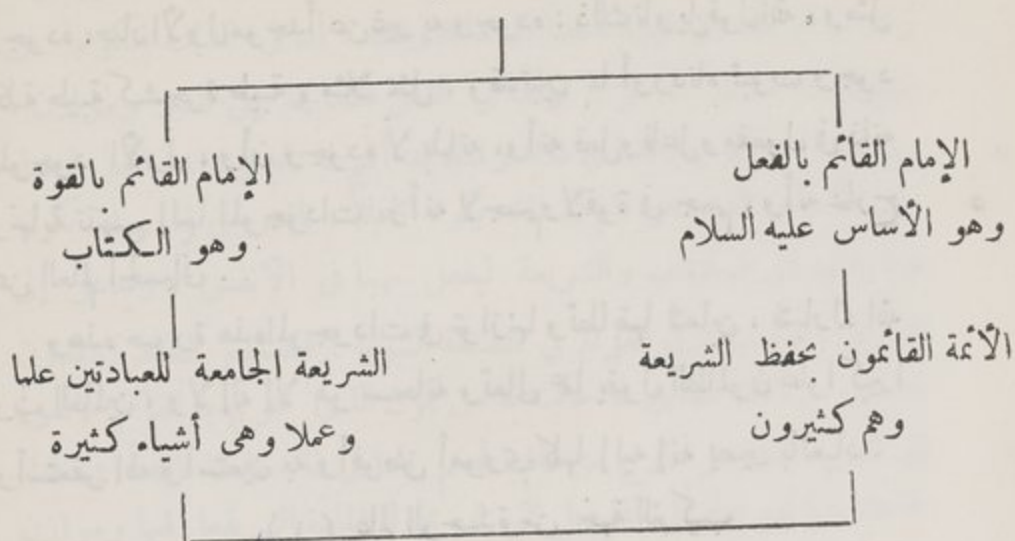 الإمام القائم بالفعل
وهو الأساس عليه السلام
الإمام القائم بالقوة
وهو الكتاب
الأئمة القائمون بحفظ الشريعة
وهم كثيرون
الشريعة الجامعة للعبادتين علما
وعملا وهى أشياء كثيرة